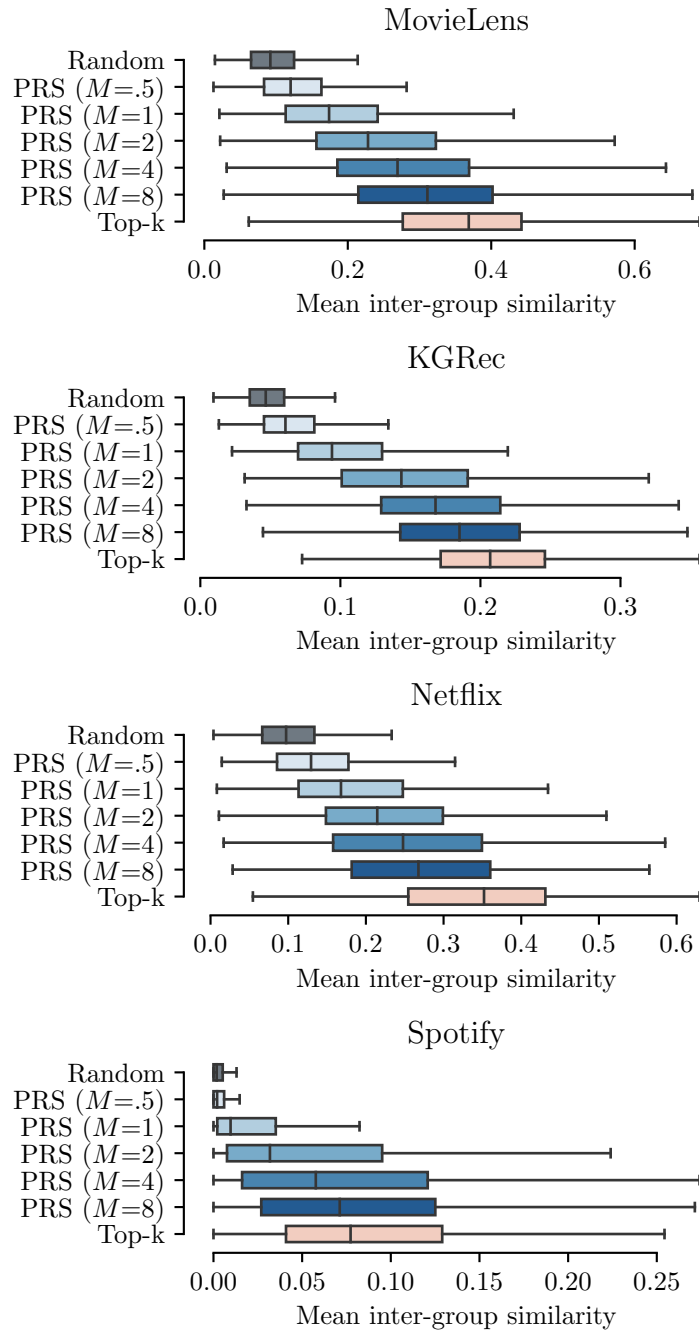 MovieLens
Random
PRS (M=.5)
PRS (M=1)
PRS (M=2)
PRS (M=4)
PRS (M=8)
Top-k
0.0 0.2 0.4 0.6
Mean inter-group similarity
KGRec
Random
PRS (M=.5)
PRS (M=1)
PRS (M=2)
PRS (M=4)
PRS (M=8)
Top-k
0.0 0.1 0.2 0.3
Mean inter-group similarity
Netflix
Random
PRS (M=.5)
PRS (M=1)
PRS (M=2)
PRS (M=4)
PRS (M=8)
Top-k
0.0 0.1 0.2 0.3 0.4 0.5 0.6
Mean inter-group similarity
Spotify
Random
PRS (M=.5)
PRS (M=1)
PRS (M=2)
PRS (M=4)
PRS (M=8)
Top-k
0.00 0.05 0.10 0.15 0.20 0.25
Mean inter-group similarity